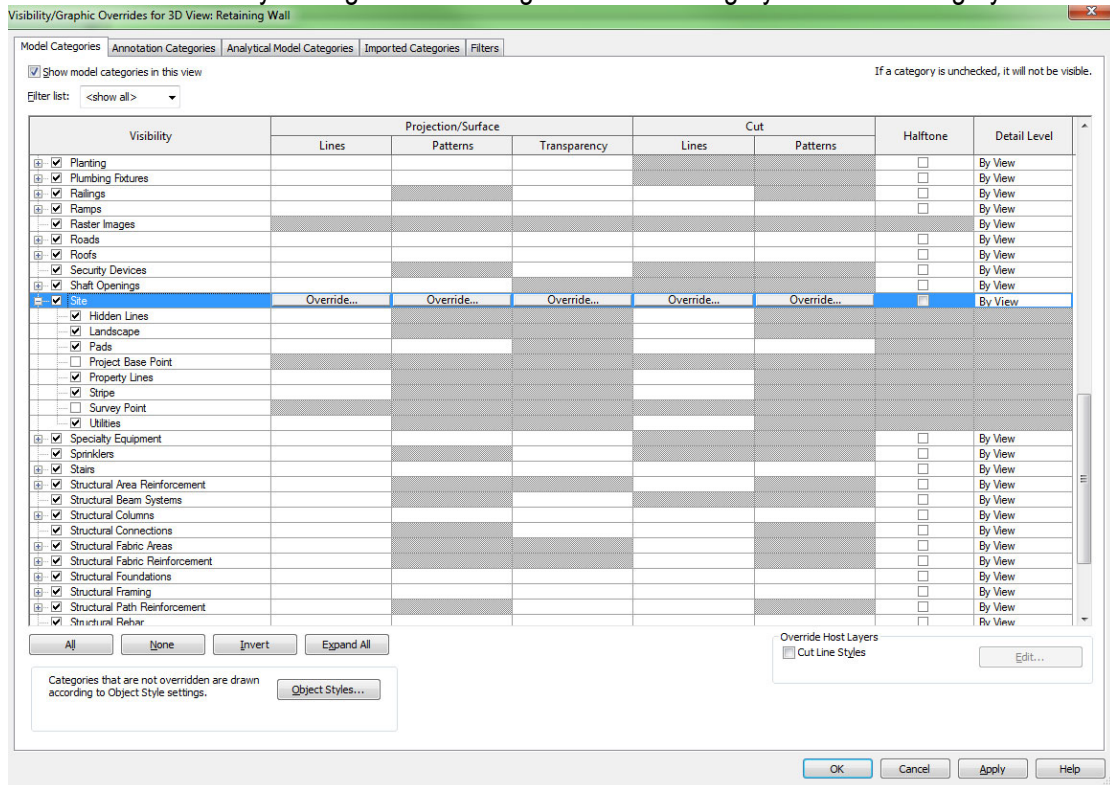 Visibility/Graphic Overrides for 3D View: Retaining Wall
Model Categories Annotation Categories Analytical Model Categories Imported Categories Filters
Show model categories in this view If a category is unchecked, it will not be visible.
Filter list: <show all>
Visibility Projection/Surface Cut Halftone Detail Level
Lines Patterns Transparency Lines Patterns
Planting By View
Plumbing Fixtures By View
Railings By View
Ramps By View
Raster Images By View
Roads By View
Roofs By View
Security Devices By View
Shaft Openings By View
Site Override... Override... Override... Override... Override... By View
Hidden Lines
Landscape
Pads
Project Base Point
Property Lines
Stripe
Survey Point
Utilities
Specialty Equipment By View
Sprinklers By View
Stairs By View
Structural Area Reinforcement By View
Structural Beam Systems By View
Structural Columns By View
Structural Connections By View
Structural Fabric Areas By View
Structural Fabric Reinforcement By View
Structural Foundations By View
Structural Framing By View
Structural Path Reinforcement By View
Structural Rebar By View
All None Invert Expand All
Override Host Layers
Cut Line Styles Edit...
Categories that are not overridden are drawn
according to Object Style settings. Object Styles...
OK Cancel Apply Help